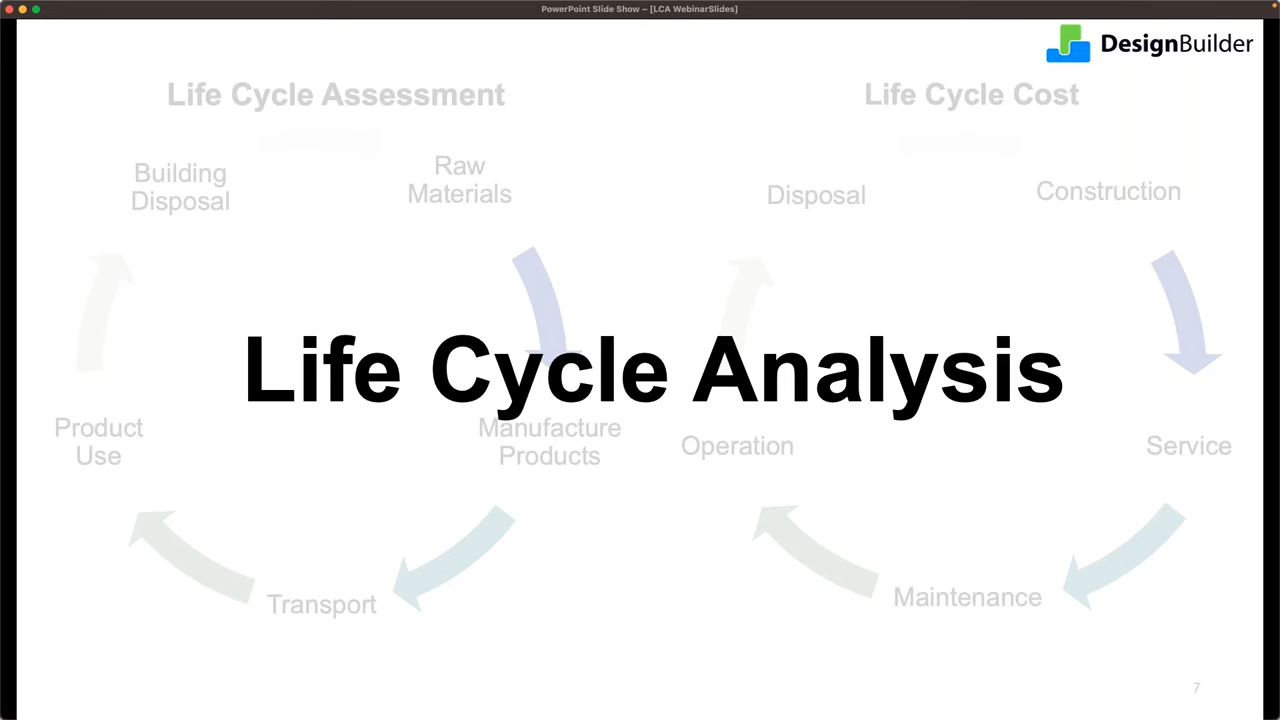 PowerPoint Slide Show – [LCA WebinarSlides]
DesignBuilder
Life Cycle Assessment
Life Cycle Cost
Building
Disposal
Raw
Materials
Disposal
Construction
Life Cycle Analysis
Product
Use
Manufacture
Products
Operation
Service
Transport
Maintenance
7